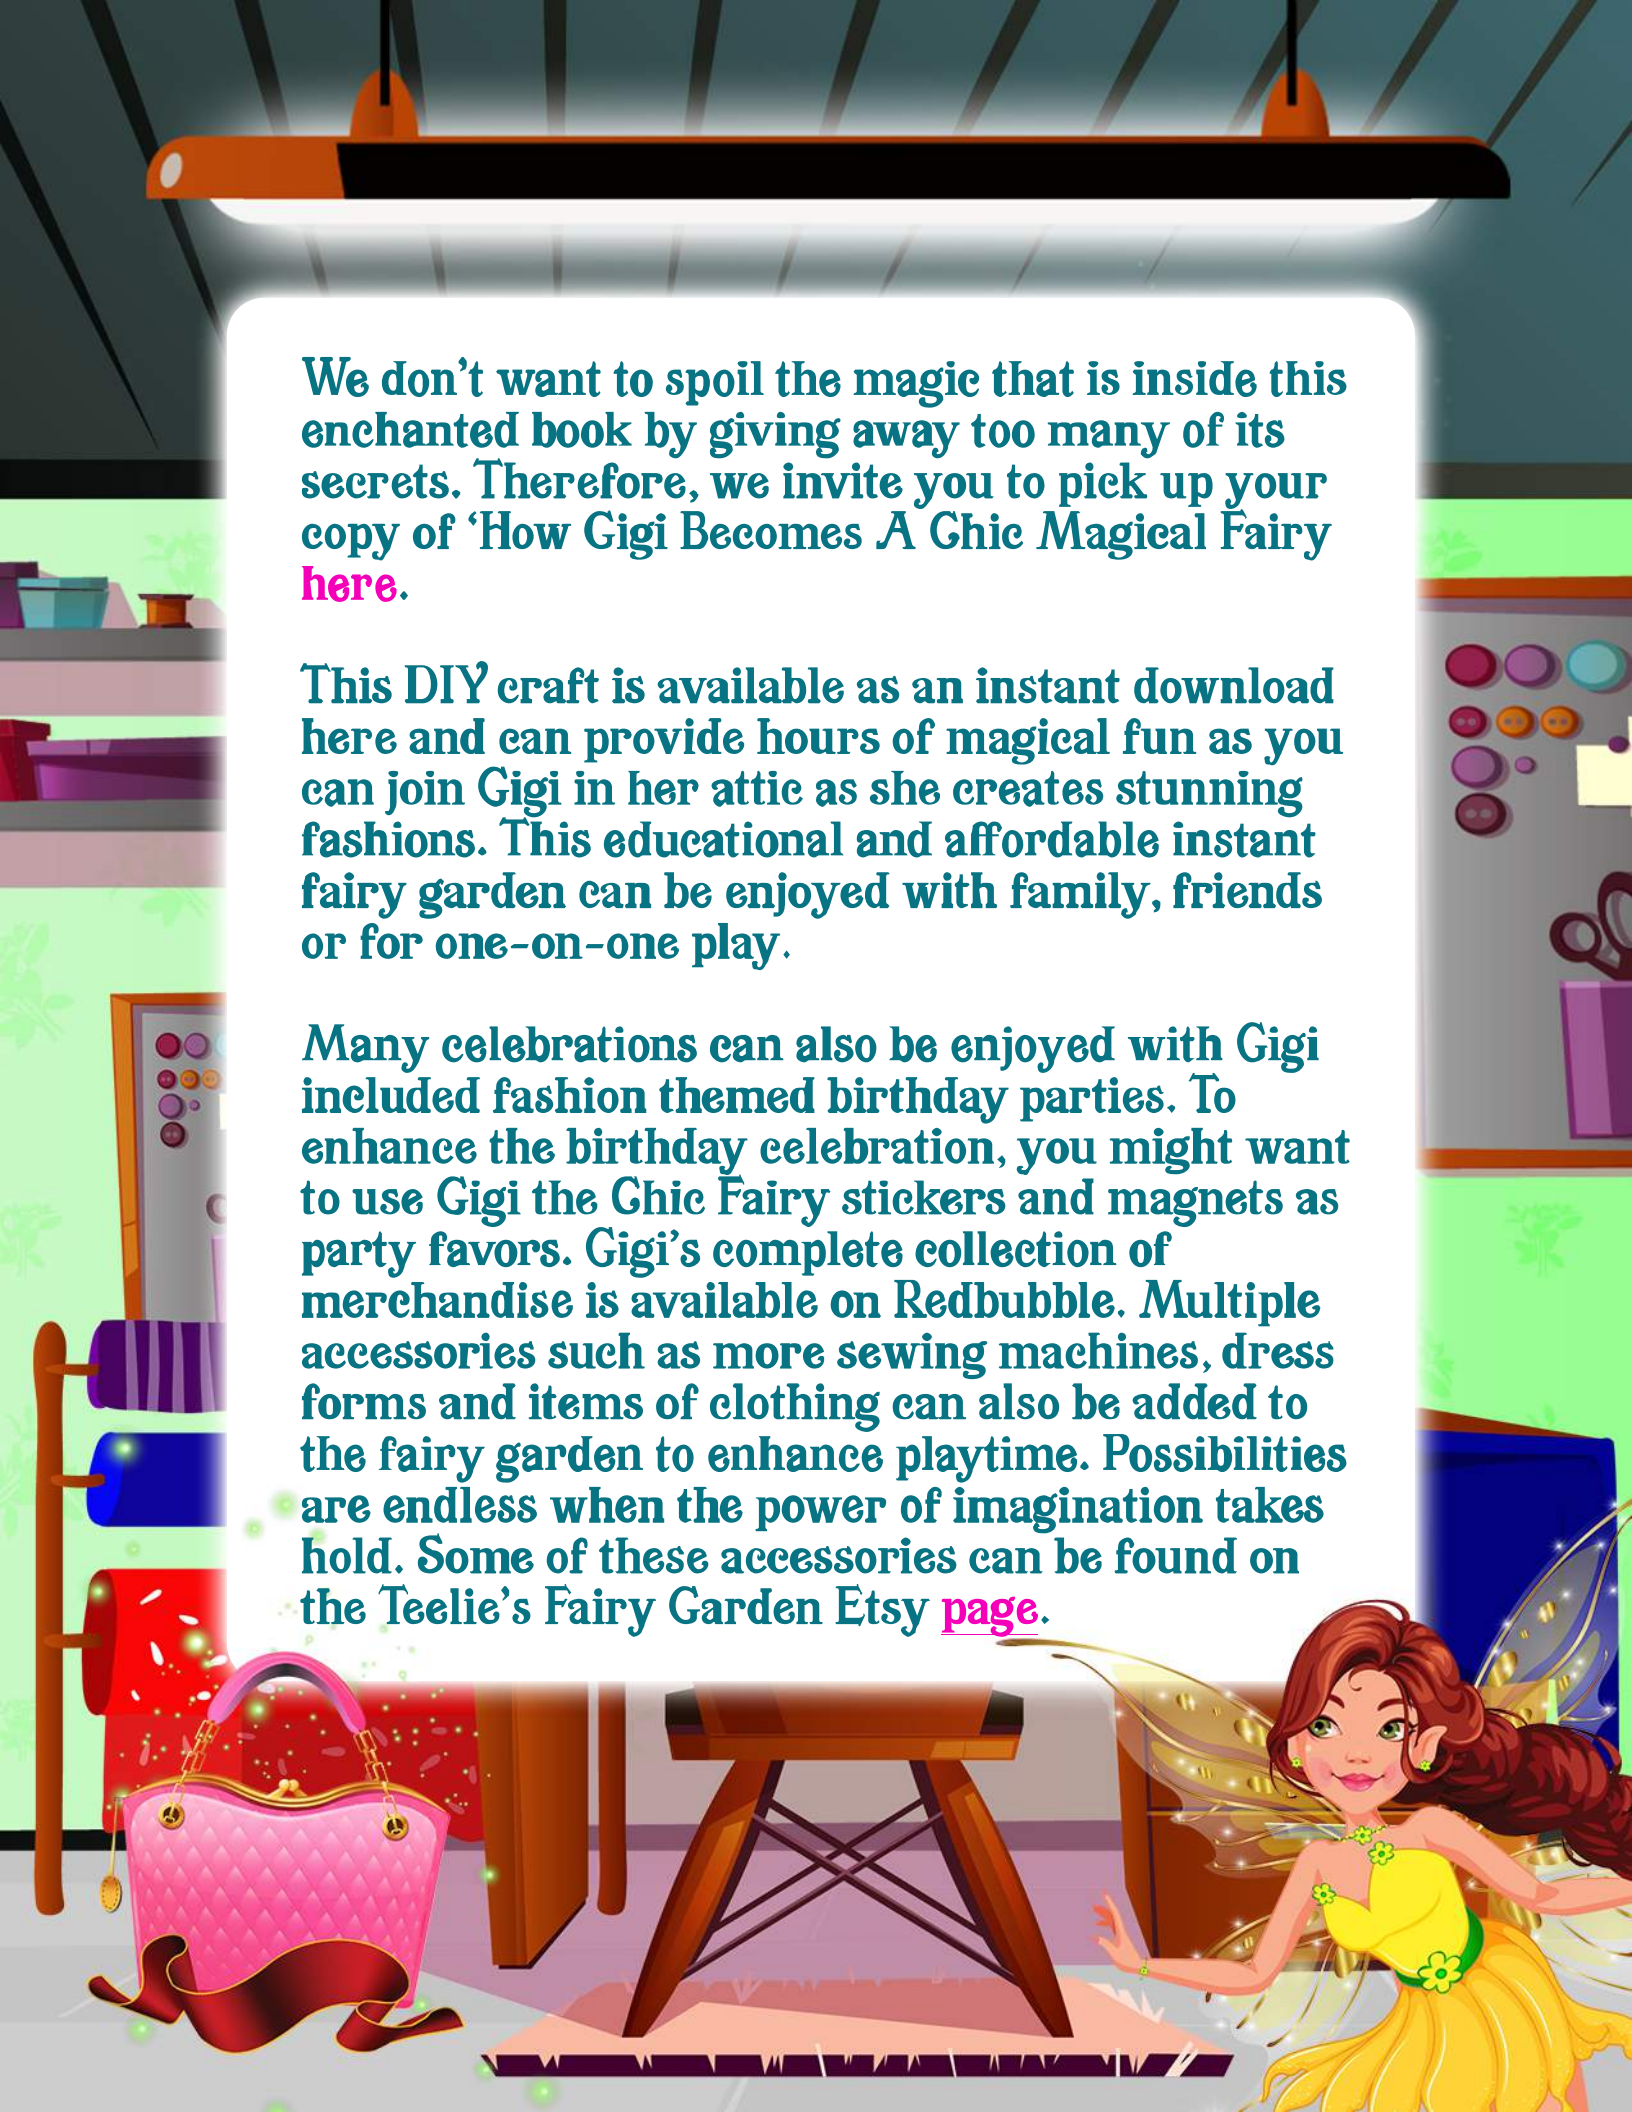 We don't want to spoil the magic that is inside this
enchanted book by giving away too many of its
secrets. Therefore, we invite you to pick up your
copy of ‘How Gigi Becomes A Chic Magical Fairy
here.
This DIY craft is available as an instant download
here and can provide hours of magical fun as you
can join Gigi in her attic as she creates stunning
fashions. This educational and affordable instant
fairy garden can be enjoyed with family, friends
or for one-on-one play.
Many celebrations can also be enjoyed with Gigi
included fashion themed birthday parties. To
enhance the birthday celebration, you might want
to use Gigi the Chic Fairy stickers and magnets as
party favors. Gigi's complete collection of
merchandise is available on Redbubble. Multiple
accessories such as more sewing machines, dress
forms and items of clothing can also be added to
the fairy garden to enhance playtime. Possibilities
are endless when the power of imagination takes
hold. Some of these accessories can be found on
the Teelie's Fairy Garden Etsy page.